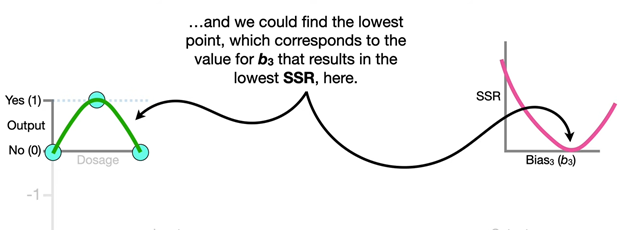 ...and we could find the lowest
point, which corresponds to the
value for b₃ that results in the
lowest SSR, here.
Yes (1)
Output
No (0)
Dosage
-1
SSR
Bias₃ (b₃)